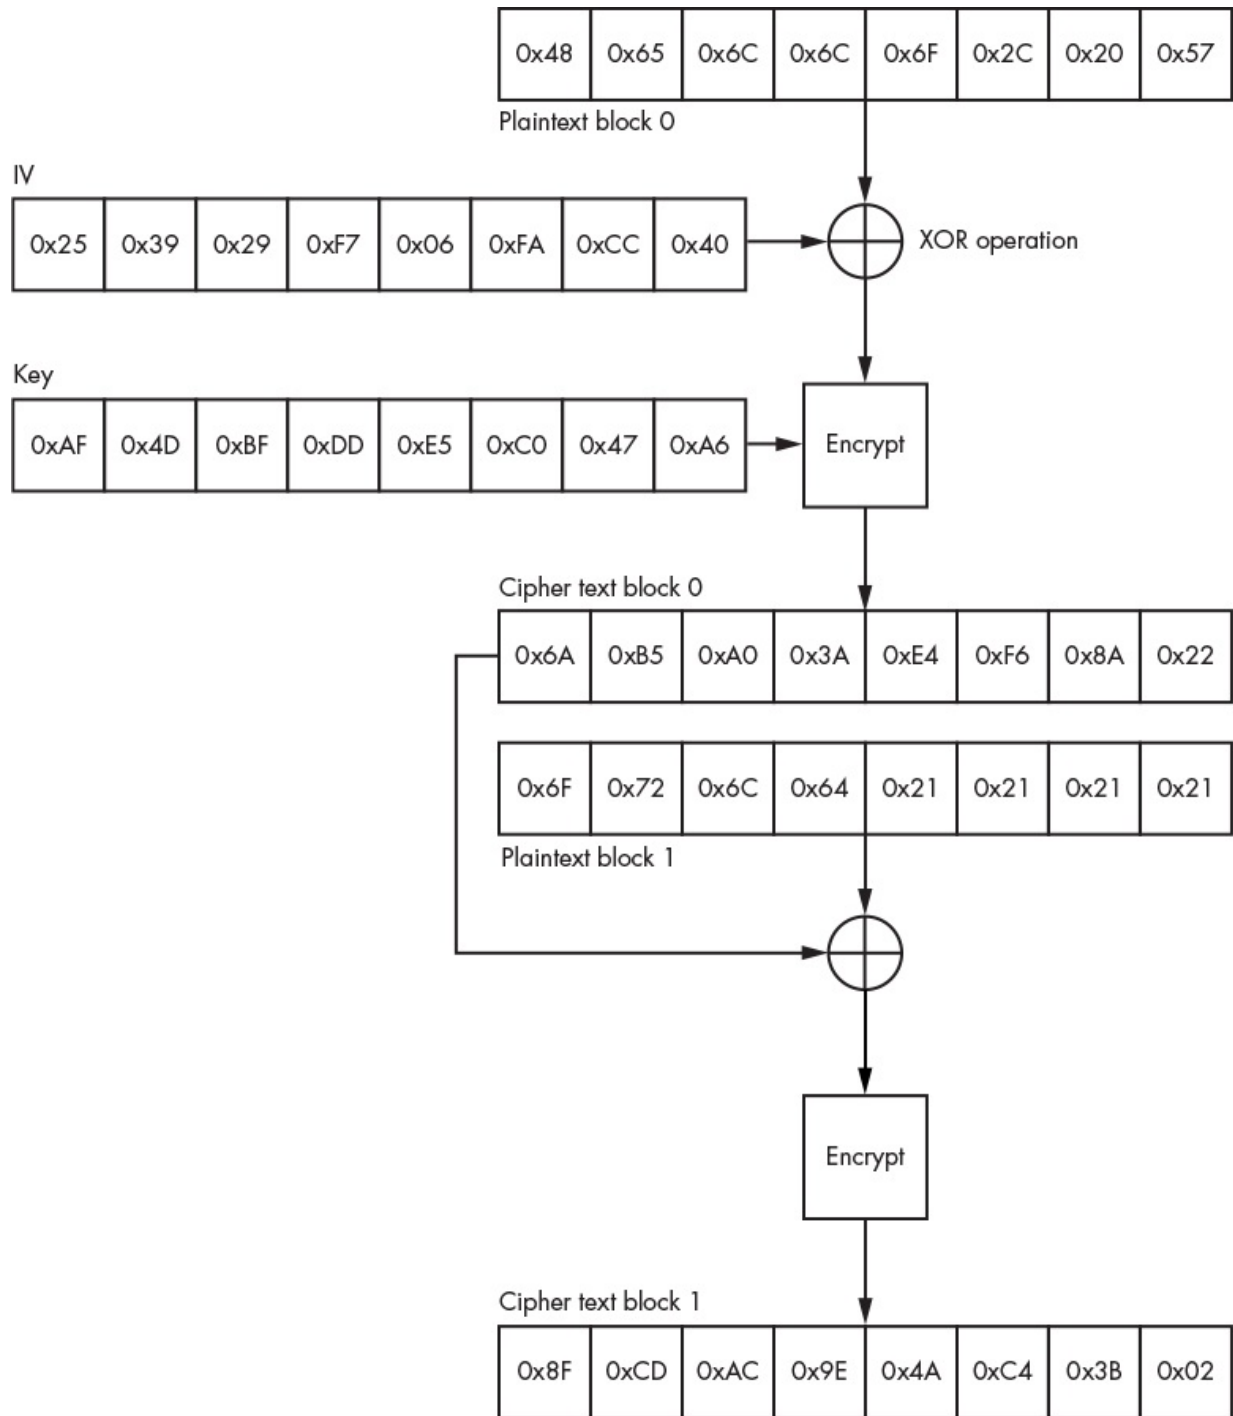 0x48 0x65 0x6C 0x6C 0x6F 0x2C 0x20 0x57
Plaintext block 0
IV
0x25 0x39 0x29 0xF7 0x06 0xFA 0xCC 0x40
XOR operation
Key
0xAF 0x4D 0xBF 0xDD 0xE5 0xC0 0x47 0xA6
Encrypt
Cipher text block 0
0x6A 0xB5 0xA0 0x3A 0xE4 0xF6 0x8A 0x22
0x6F 0x72 0x6C 0x64 0x21 0x21 0x21 0x21
Plaintext block 1
Encrypt
Cipher text block 1
0x8F 0xCD 0xAC 0x9E 0x4A 0xC4 0x3B 0x02